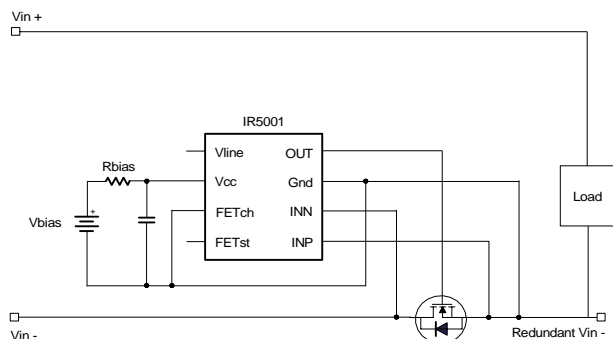 Vin +
IR5001
Vline
OUT
Rbias
Vcc
Gnd
Load
+
FETch
INN
Vbias
FETst
INP
Vin -
Redundant Vin -